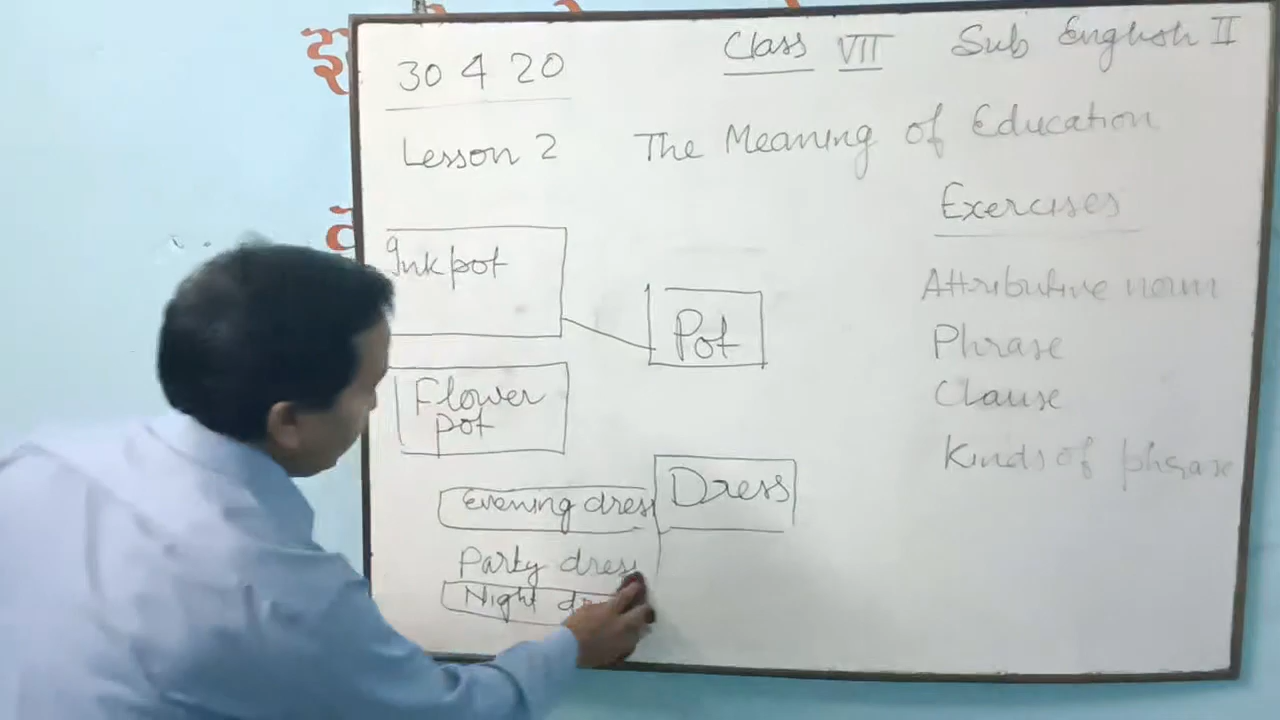 30 4 20
Class VII Sub English II
Lesson 2 The Meaning of Education
Exercises
Ink pot
Pot
Flower
pot
Attributive noun
Phrase
Clause
Kinds of phrase
Evening dress
Dress
Party dress
Night